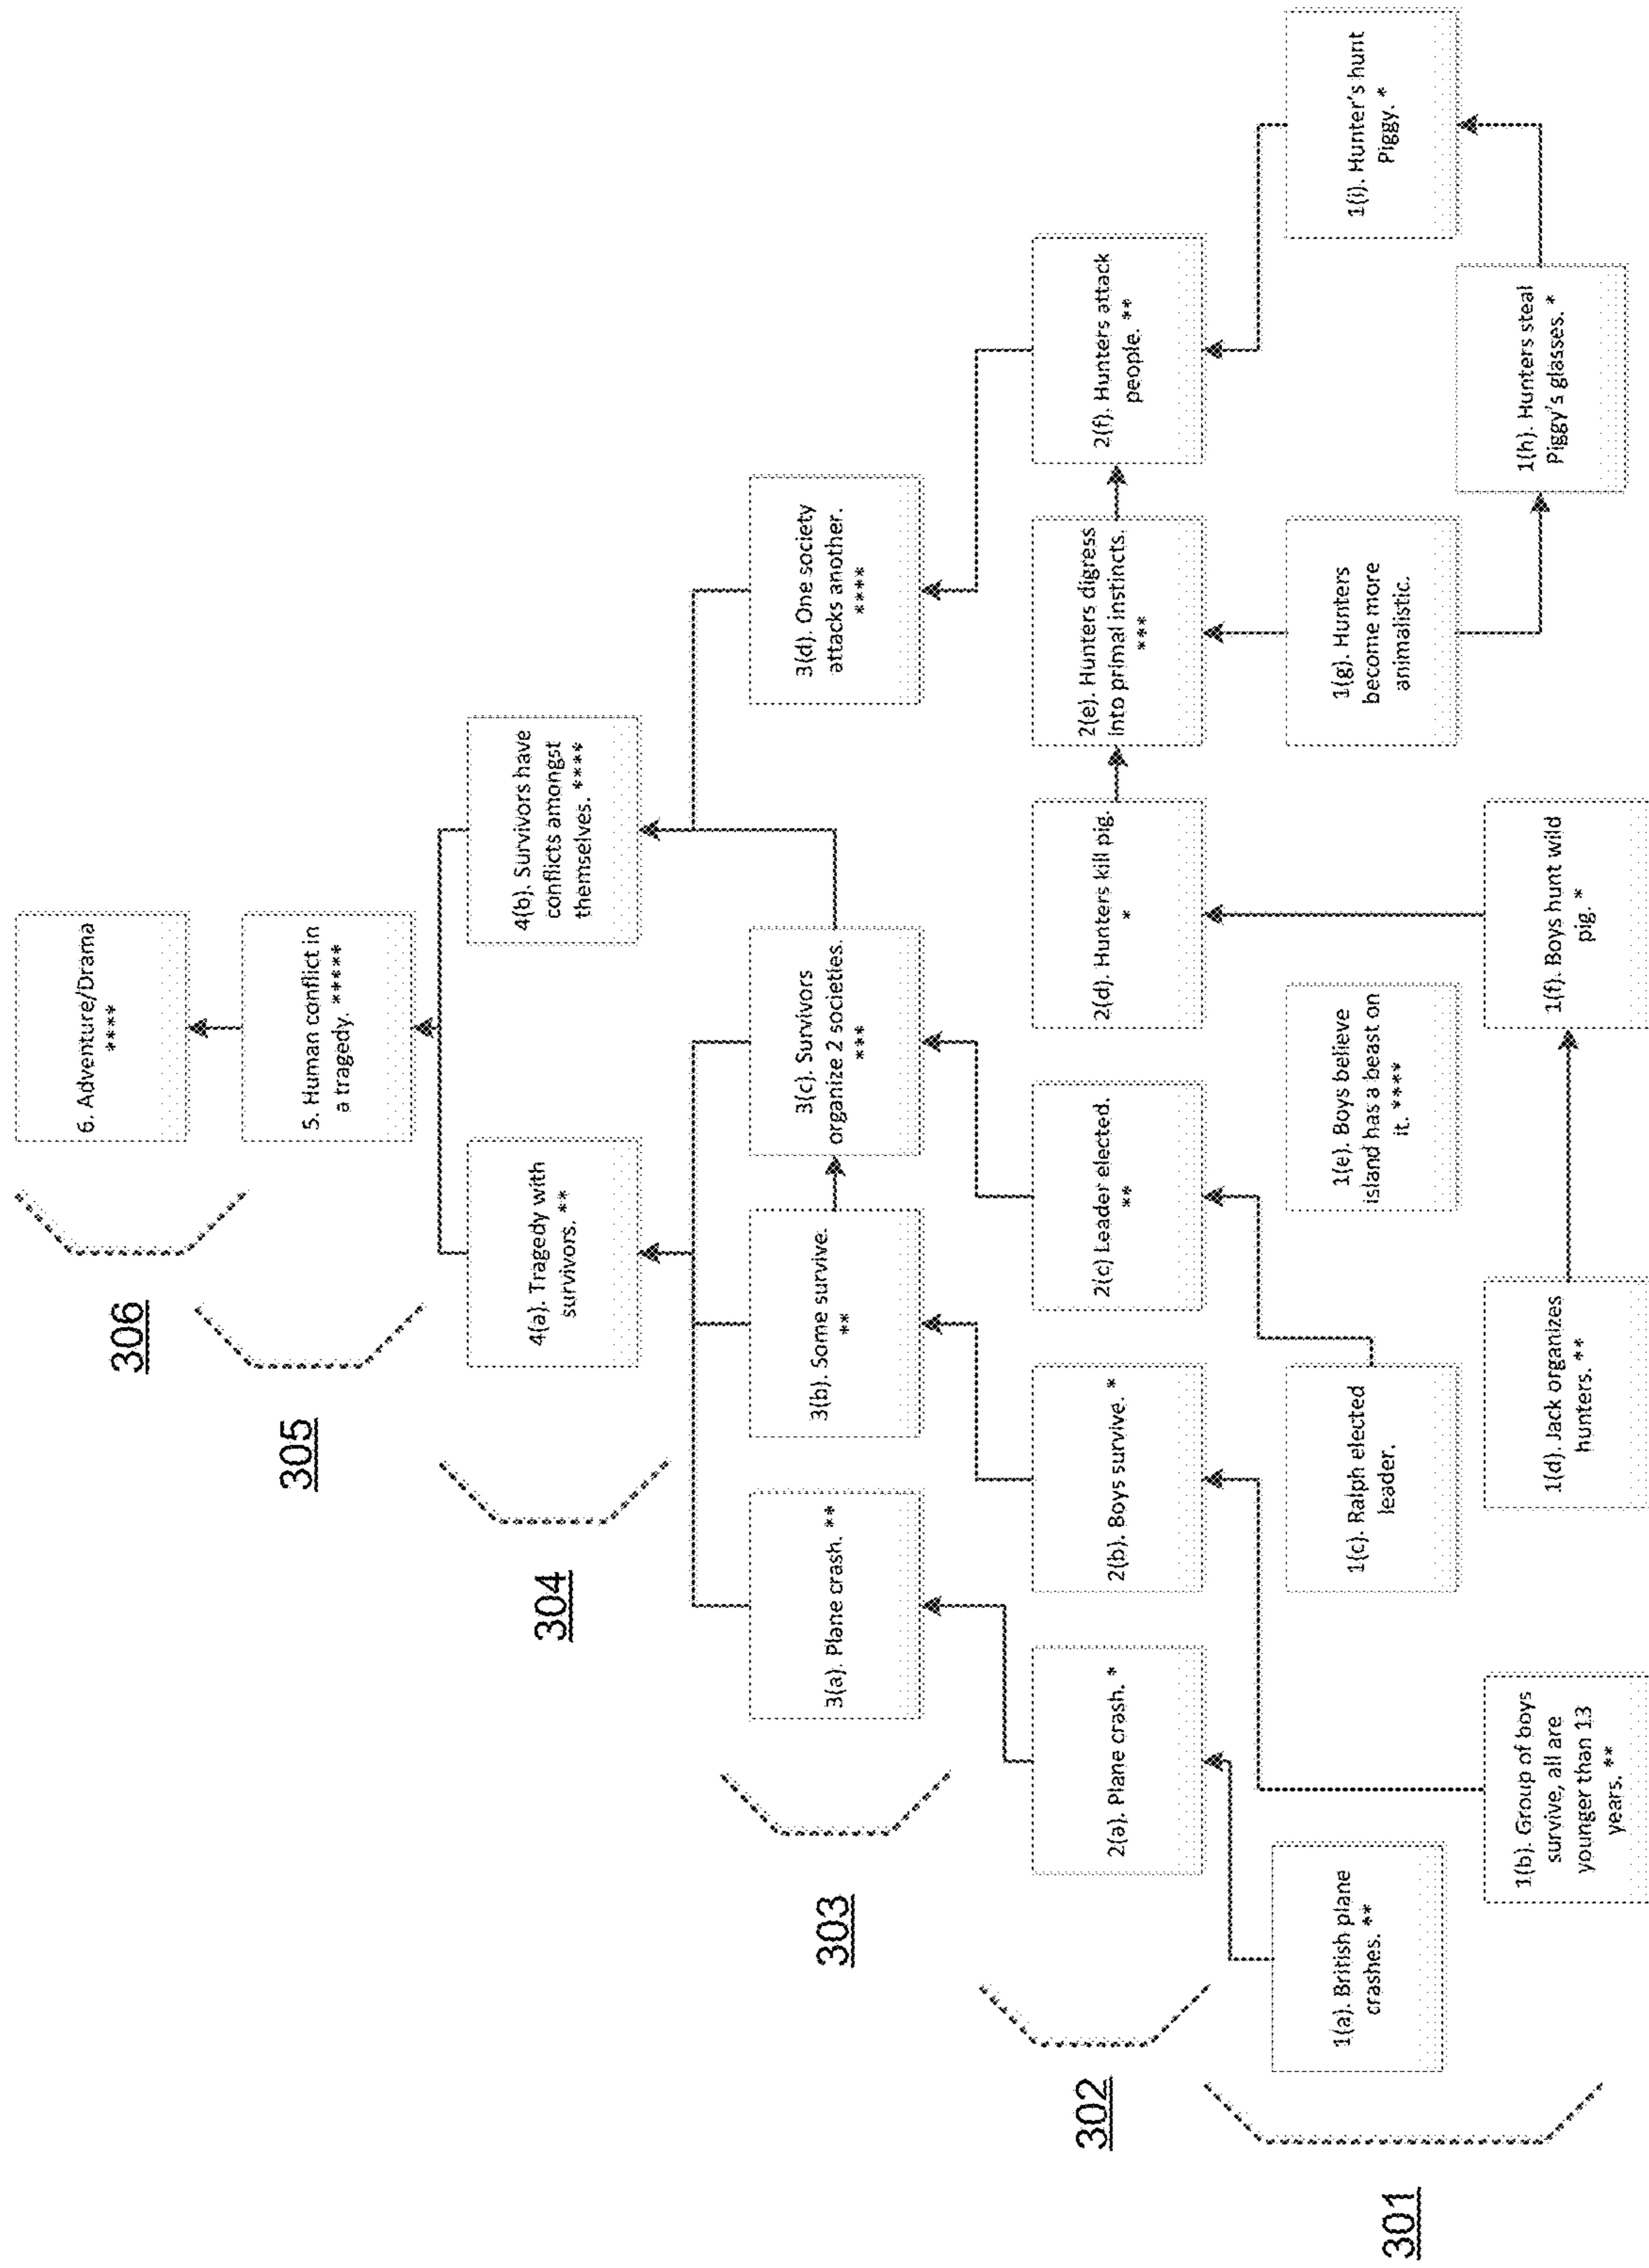 306
6. Adventure/Drama
****
305
5. Human conflict in
a tragedy. *****
304
4(a). Tragedy with
survivors. **
4(b). Survivors have
conflicts amongst
themselves. ****
303
3(a). Plane crash. **
3(b). Some survive.
**
3(c). Survivors
organize 2 societies.
***
3(d). One society
attacks another.
****
302
2(a). Plane crash. *
2(b). Boys survive. *
2(c) Leader elected.
**
2(d). Hunters kill pig.
*
2(e). Hunters digress
into primal instincts.
***
2(f). Hunters attack
people. **
301
1(a). British plane
crashes. **
1(b). Group of boys
survive, all are
younger than 13
years. **
1(c). Ralph elected
leader.
1(d). Jack organizes
hunters. **
1(e). Boys believe
island has a beast on
it. ****
1(f). Boys hunt wild
pig. *
1(g). Hunters
become more
animalistic.
1(h). Hunters steal
Piggy's glasses. *
1(i). Hunter's hunt
Piggy. *